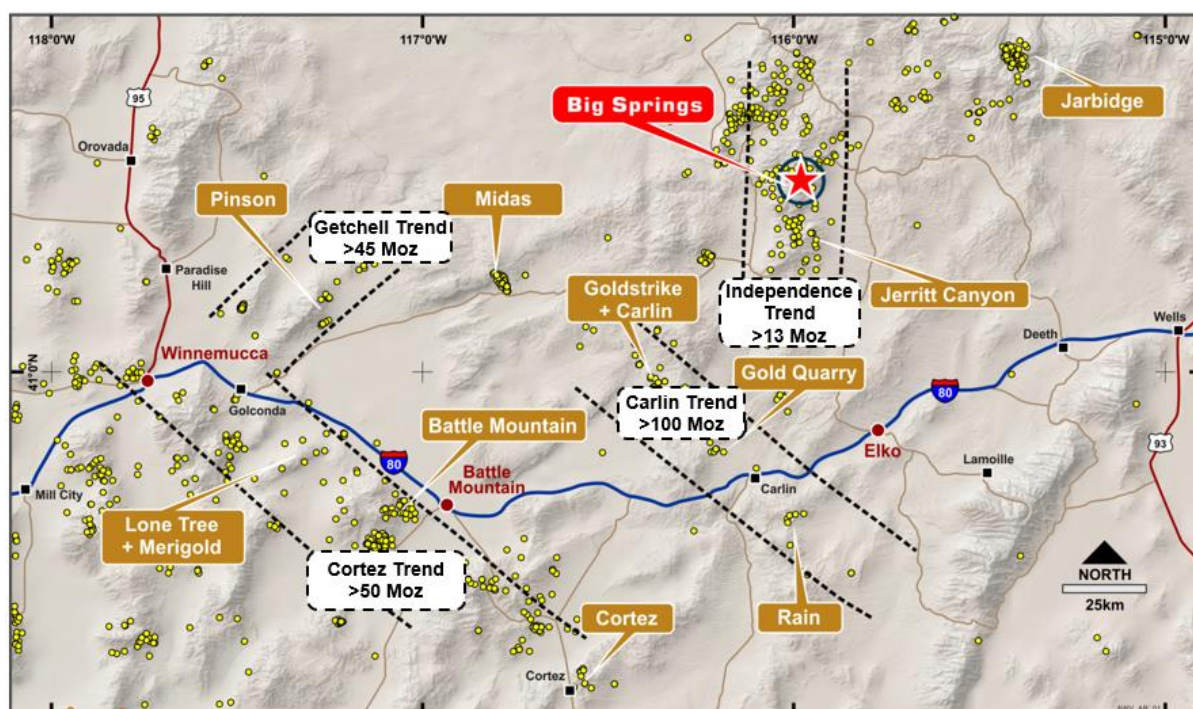 118°0'W
117°0'W
116°0'W
115°0'W
95
Orovada
Big Springs
Jarbidge
Pinson
Midas
Getchell Trend
>45 Moz
Paradise
Hill
Goldstrike
+ Carlin
Independence
Trend
>13 Moz
Jerritt Canyon
Wells
Deeth
41°0'N
Winnemucca
Golconda
Gold Quarry
80
Carlin Trend
>100 Moz
Battle Mountain
93
Elko
80
Lamoille
Battle
Mountain
Mill City
Carlin
Lone Tree
+ Merigold
Cortez Trend
>50 Moz
NORTH
25km
Cortez
Rain
Cortez